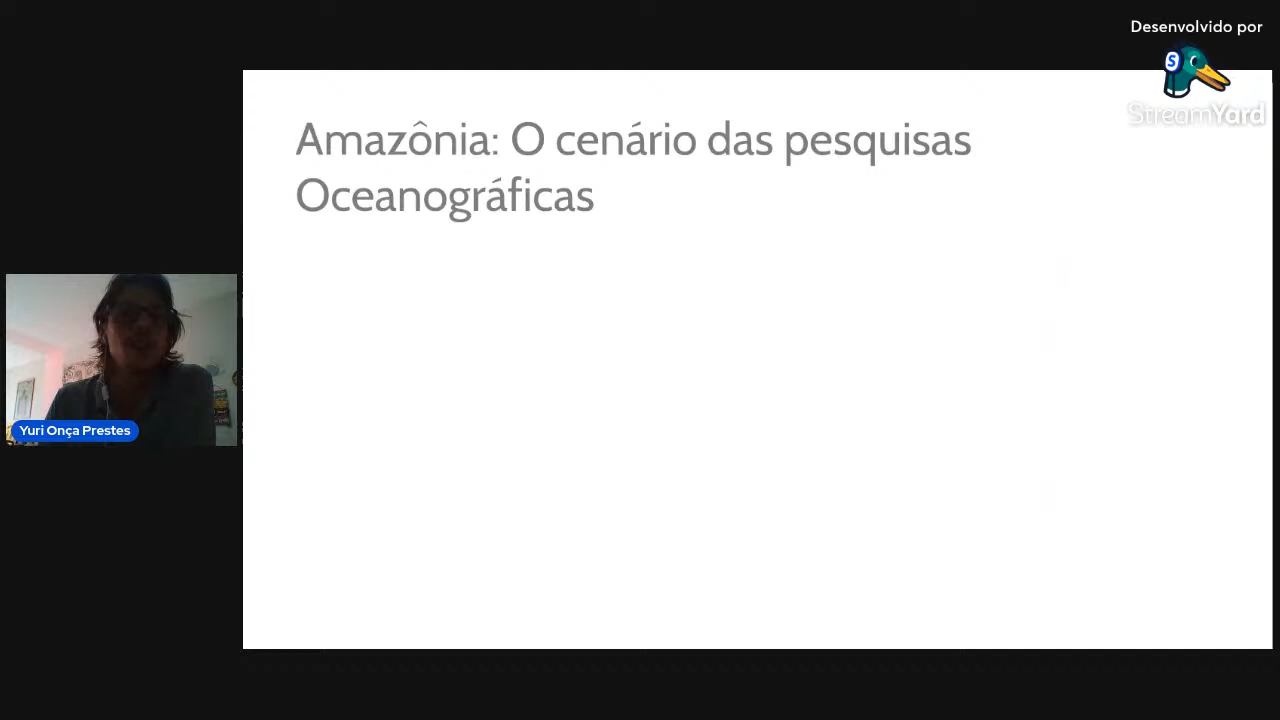 Desenvolvido por
S
StreamYard
Amazônia: O cenário das pesquisas
Oceanográficas
Yuri Onça Prestes